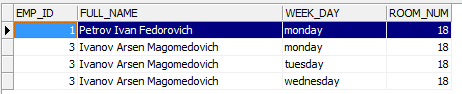 EMP_ID FULL_NAME WEEK_DAY ROOM_NUM
1 Petrov Ivan Fedorovich monday 18
3 Ivanov Arsen Magomedovich monday 18
3 Ivanov Arsen Magomedovich tuesday 18
3 Ivanov Arsen Magomedovich wednesday 18